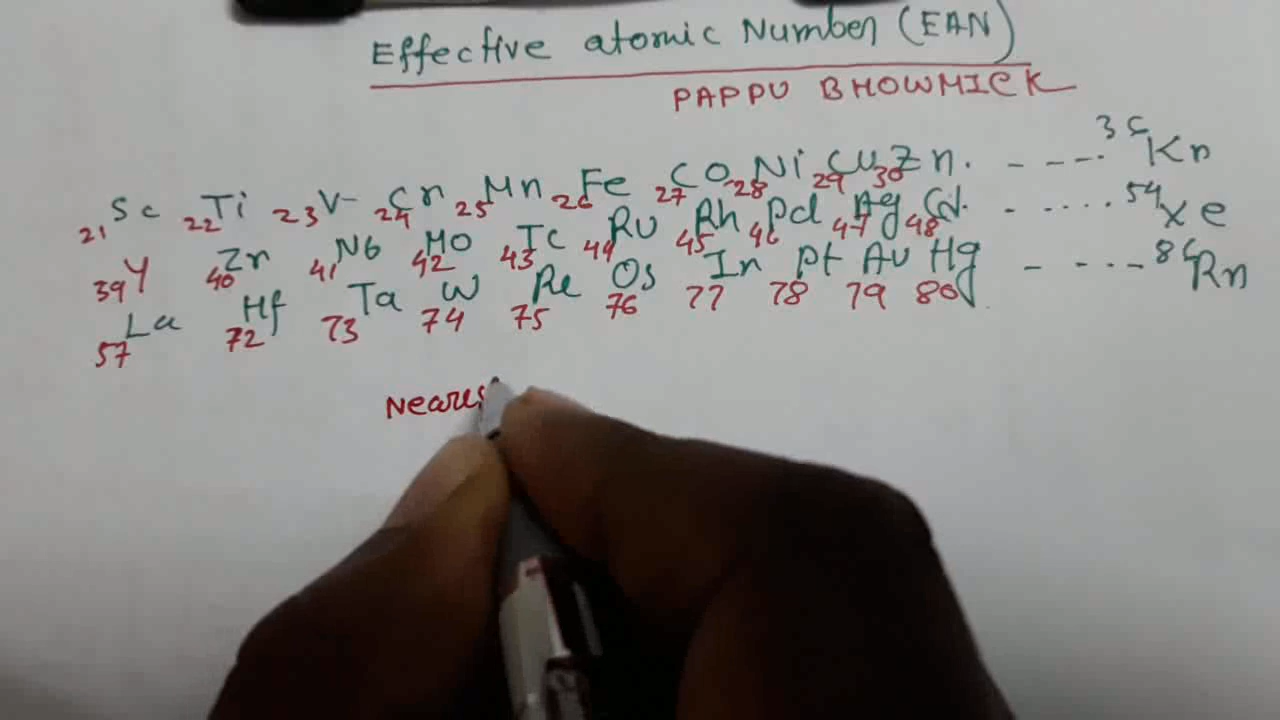 Effective atomic Number (EAN)
PAPPU BHOWMICK
21 Sc 22 Ti 23 V 24 Cr 25 Mn 26 Fe 27 CO 28 Ni 29 Cu 30 Zn. - - - - . 36 Kr
39 Y 40 Zr 41 Nb 42 MO 43 Tc 44 Ru 45 Rh 46 Pd 47 Ag 48 Cd. - . . . . . 54 Xe
57 La 72 Hf 73 Ta 74 W 75 Re 76 Os 77 Ir 78 Pt 79 Au 80 Hg - - - - . 86 Rn
Neares